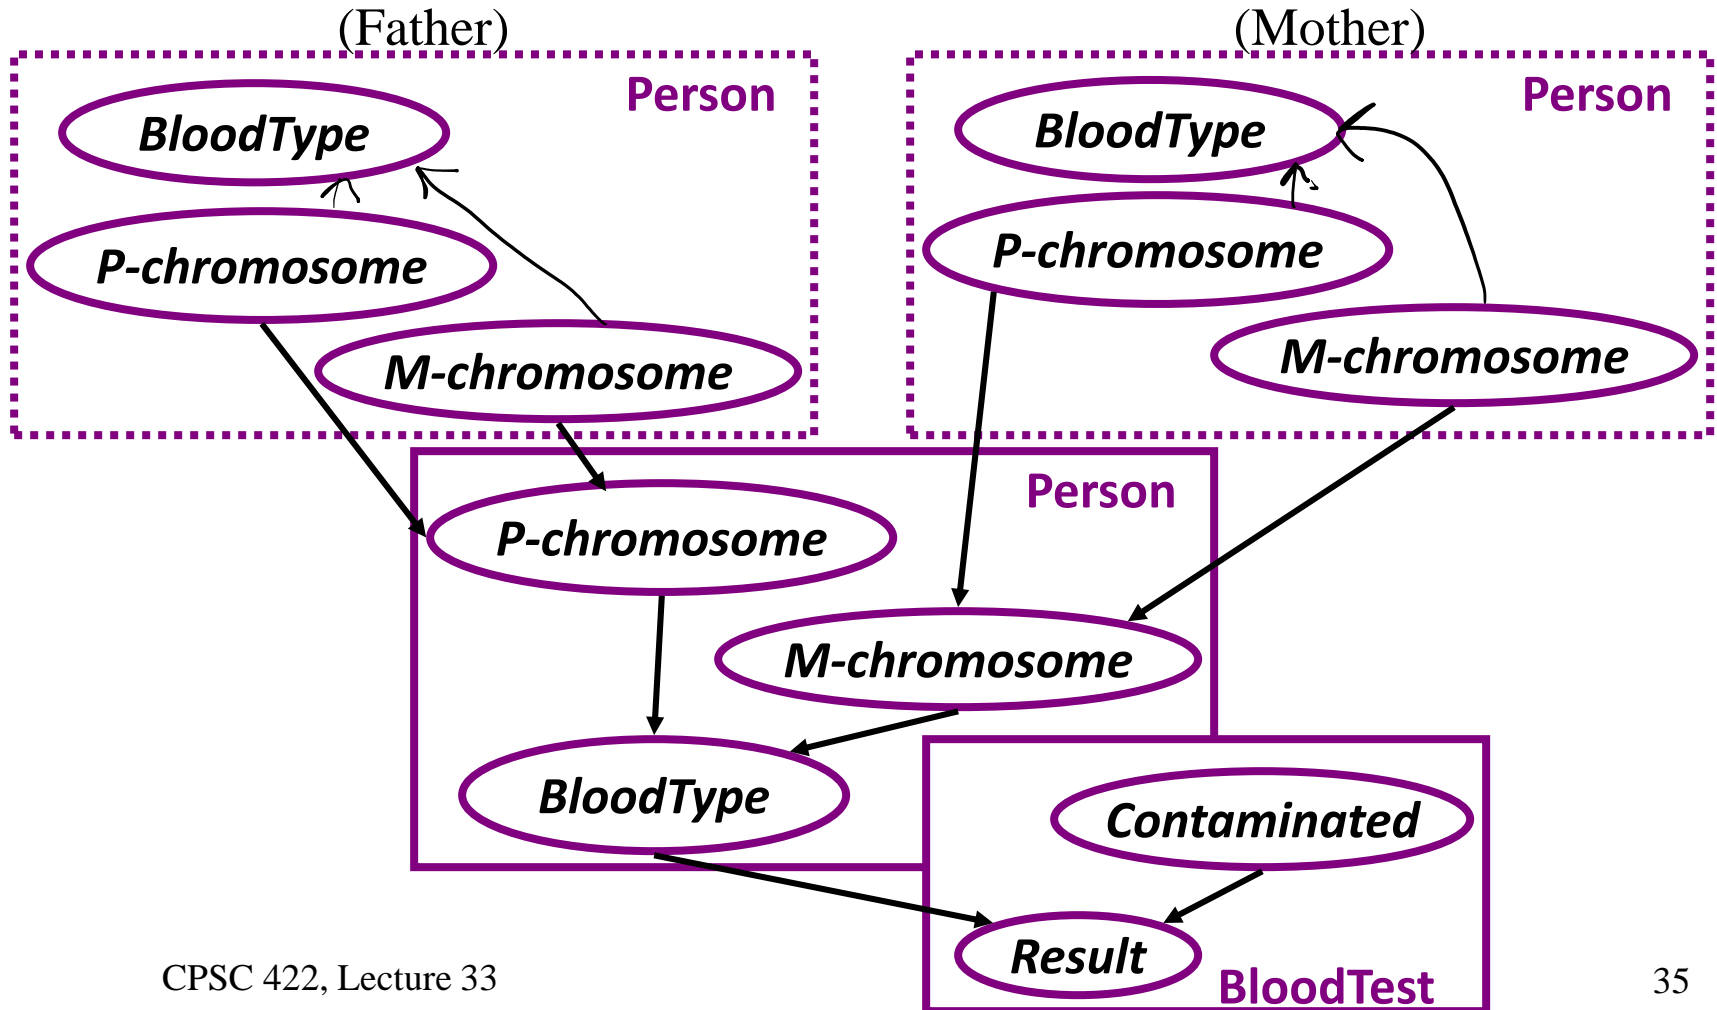 (Father)
(Mother)
Person
BloodType
P-chromosome
M-chromosome
Person
BloodType
P-chromosome
M-chromosome
Person
P-chromosome
M-chromosome
BloodType
Contaminated
Result
BloodTest
CPSC 422, Lecture 33
35